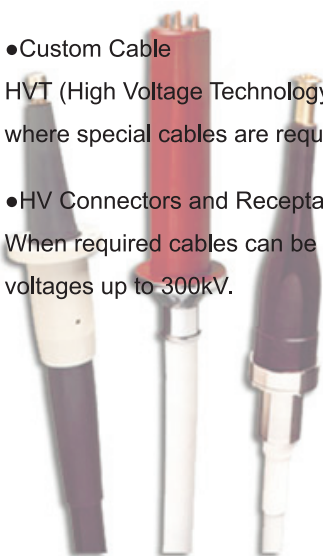 ●Custom Cable
HVT (High Voltage Technology
where special cables are requ
●HV Connectors and Recepta
When required cables can be
voltages up to 300kV.